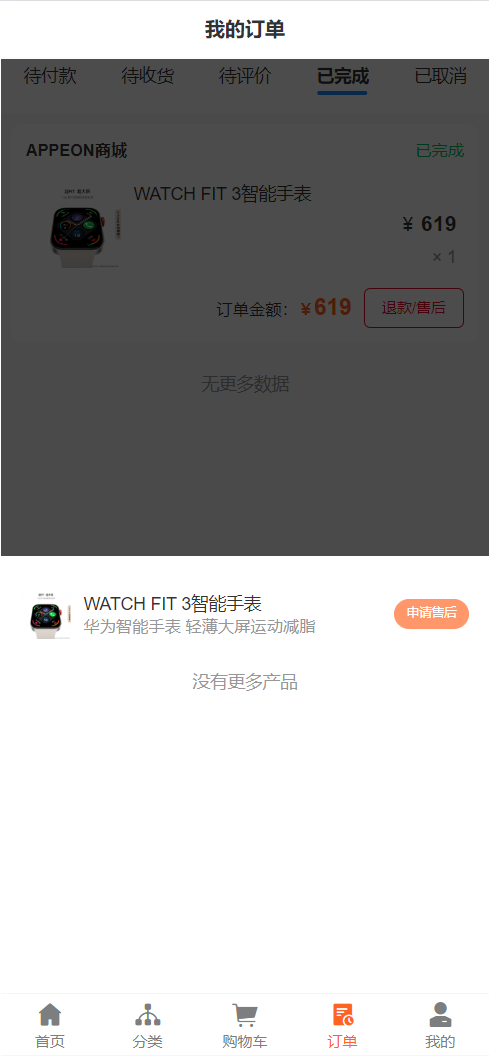 我的订单
待付款 待收货 待评价 已完成 已取消
APPEON商城 已完成
WATCH FIT 3智能手表
¥ 619
× 1
订单金额：¥619 退款/售后
无更多数据
WATCH FIT 3智能手表
申请售后
华为智能手表 轻薄大屏运动减脂
没有更多产品
首页 分类 购物车 订单 我的